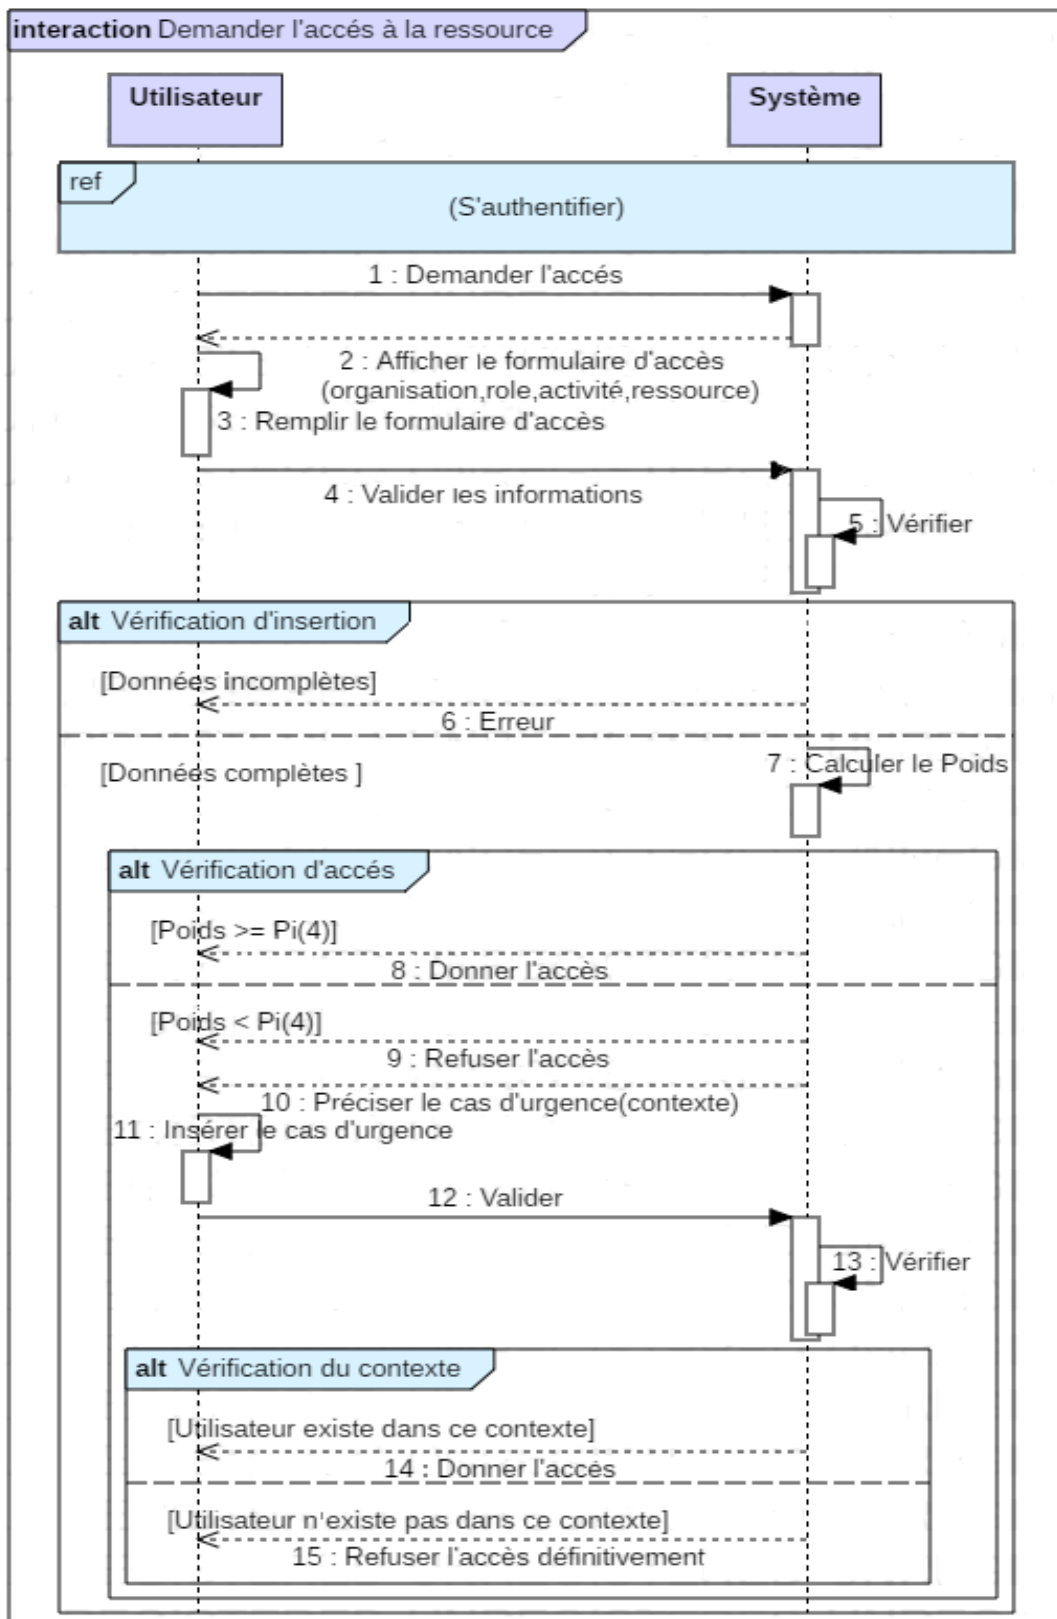 interaction Demander l'accés à la ressource
Utilisateur
Système
ref
(S'authentifier)
1 : Demander l'accés
2 : Afficher le formulaire d'accès
(organisation,role,activité,ressource)
3 : Remplir le formulaire d'accès
4 : Valider les informations
5 : Vérifier
alt Vérification d'insertion
[Données incomplètes]
6 : Erreur
7 : Calculer le Poids
[Données complètes ]
alt Vérification d'accés
[Poids >= Pi(4)]
8 : Donner l'accès
[Poids < Pi(4)]
9 : Refuser l'accès
10 : Préciser le cas d'urgence(contexte)
11 : Insérer le cas d'urgence
12 : Valider
13 : Vérifier
alt Vérification du contexte
[Utilisateur existe dans ce contexte]
14 : Donner l'accés
[Utilisateur n'existe pas dans ce contexte]
15 : Refuser l'accès définitivement